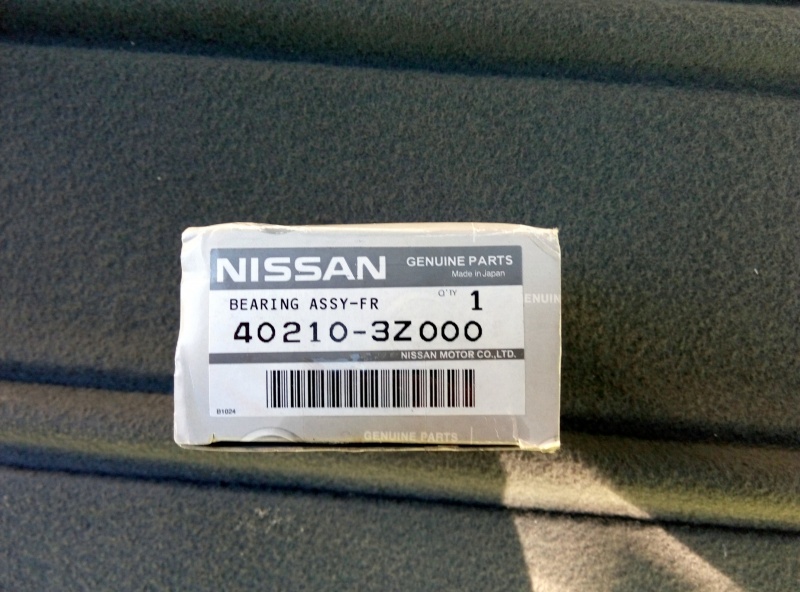 NISSAN GENUINE PARTS
Made in Japan
BEARING ASSY-FR Q'TY 1
40210-3Z000
NISSAN MOTOR CO.,LTD.
B1024
GENUINE PARTS